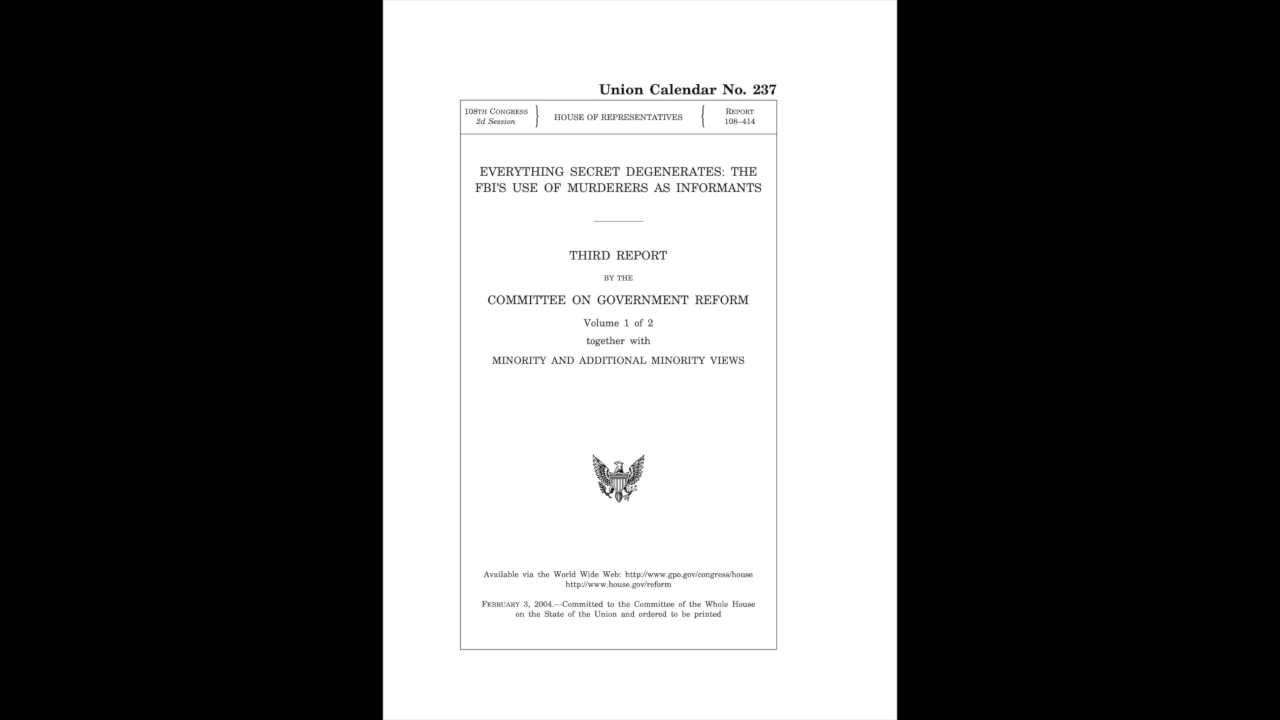 Union Calendar No. 237
108TH CONGRESS
2d Session
HOUSE OF REPRESENTATIVES
REPORT
108–414
EVERYTHING SECRET DEGENERATES: THE
FBI'S USE OF MURDERERS AS INFORMANTS
THIRD REPORT
BY THE
COMMITTEE ON GOVERNMENT REFORM
Volume 1 of 2
together with
MINORITY AND ADDITIONAL MINORITY VIEWS
Available via the World Wide Web: http://www.gpo.gov/congress/house
http://www.house.gov/reform
FEBRUARY 3, 2004.—Committed to the Committee of the Whole House
on the State of the Union and ordered to be printed